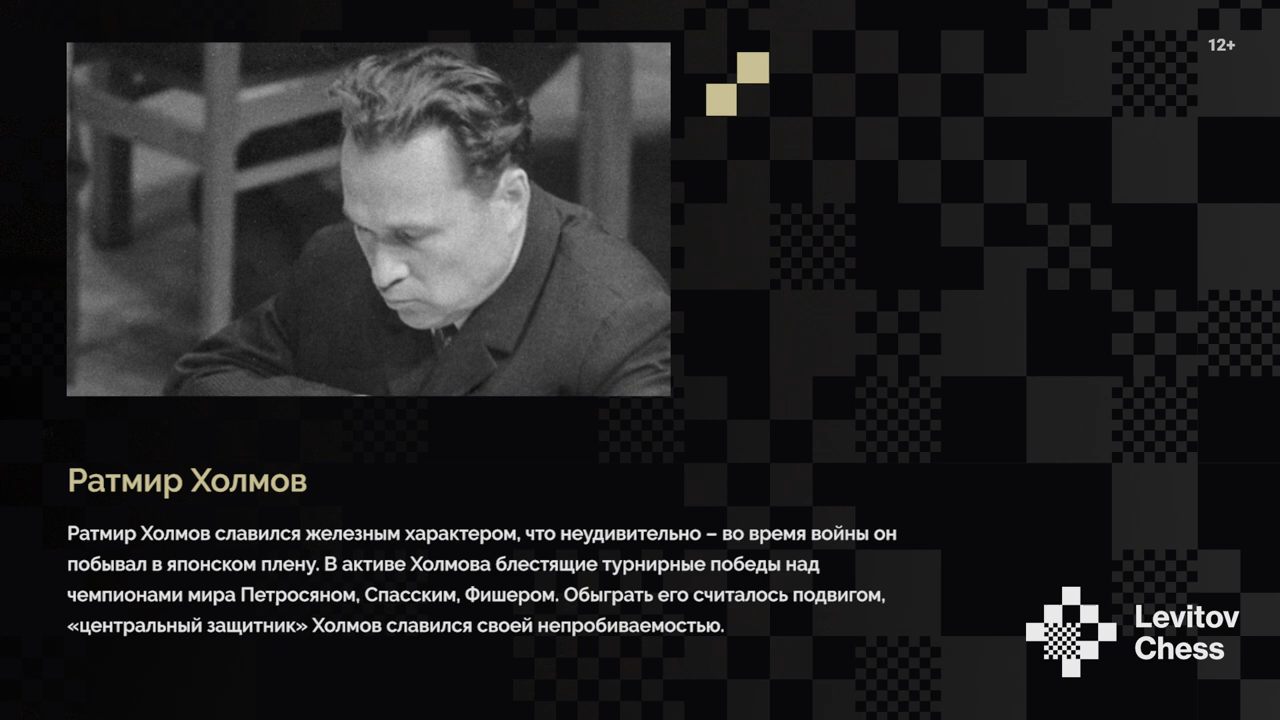 12+
Ратмир Холмов
Ратмир Холмов славился железным характером, что неудивительно – во время войны он
побывал в японском плену. В активе Холмова блестящие турнирные победы над
чемпионами мира Петросяном, Спасским, Фишером. Обыграть его считалось подвигом,
«центральный защитник» Холмов славился своей непробиваемостью.
Levitov
Chess